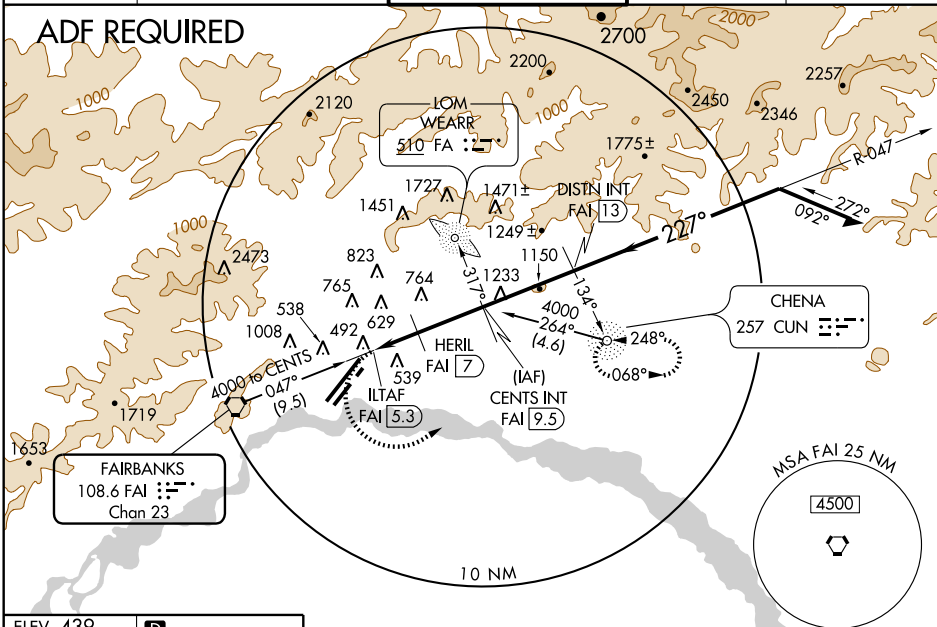 ADF REQUIRED
2700
2000
2200
2257
2450
2346
1000
2120
1000
LOM
WEARR
510 FA
1775±
R-047
1727
1471±
1451
DISTN INT
FAI 13
272°
092°
227°
1249±
1000
2473
823
317°
1150
134°
765
764
1233
4000
264°
(4.6)
CHENA
257 CUN
538
629
1008
492
HERIL
FAI 7
248°
068°
4000 to CENTS
047°
(9.5)
539
ILTAF
FAI 5.3
(IAF)
CENTS INT
FAI 9.5
1719
1653
FAIRBANKS
108.6 FAI
Chan 23
MSA FAI 25 NM
4500
10 NM
ELEV 439
D